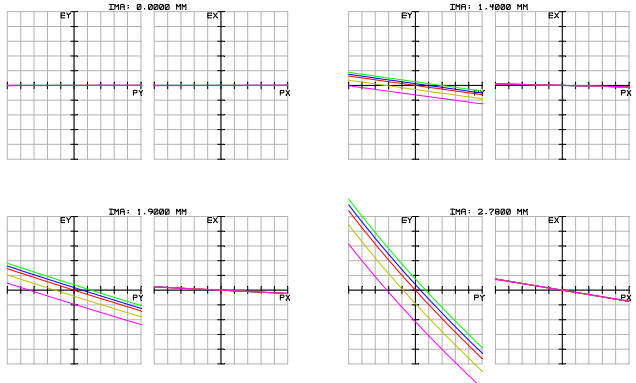 IMA: 0.0000 MM
EY EX
PY PX
IMA: 1.4000 MM
EY EX
PY PX
IMA: 1.9000 MM
EY EX
PY PX
IMA: 2.7800 MM
EY EX
PY PX